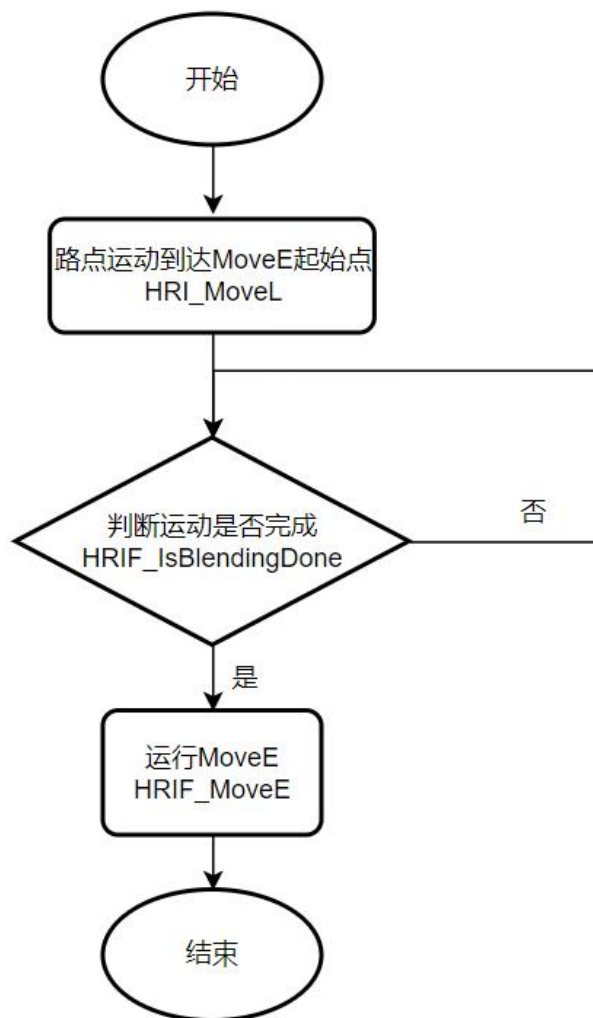 开始
路点运动到达MoveE起始点
HRI_MoveL
判断运动是否完成
HRIF_IsBlendingDone
否
是
运行MoveE
HRIF_MoveE
结束